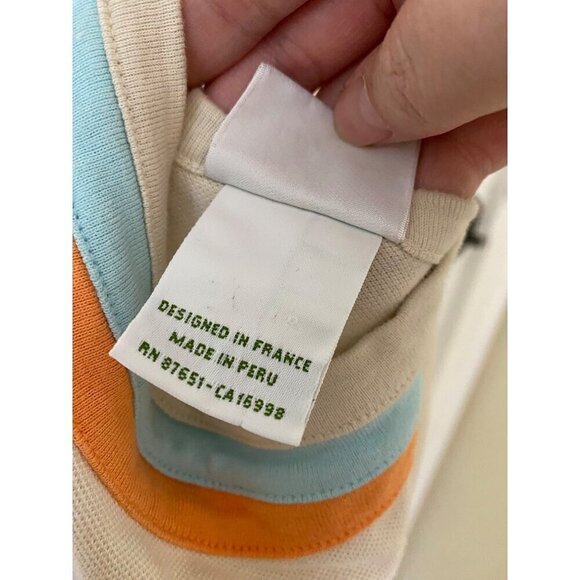 DESIGNED IN FRANCE
MADE IN PERU
RN 87651-CA16998